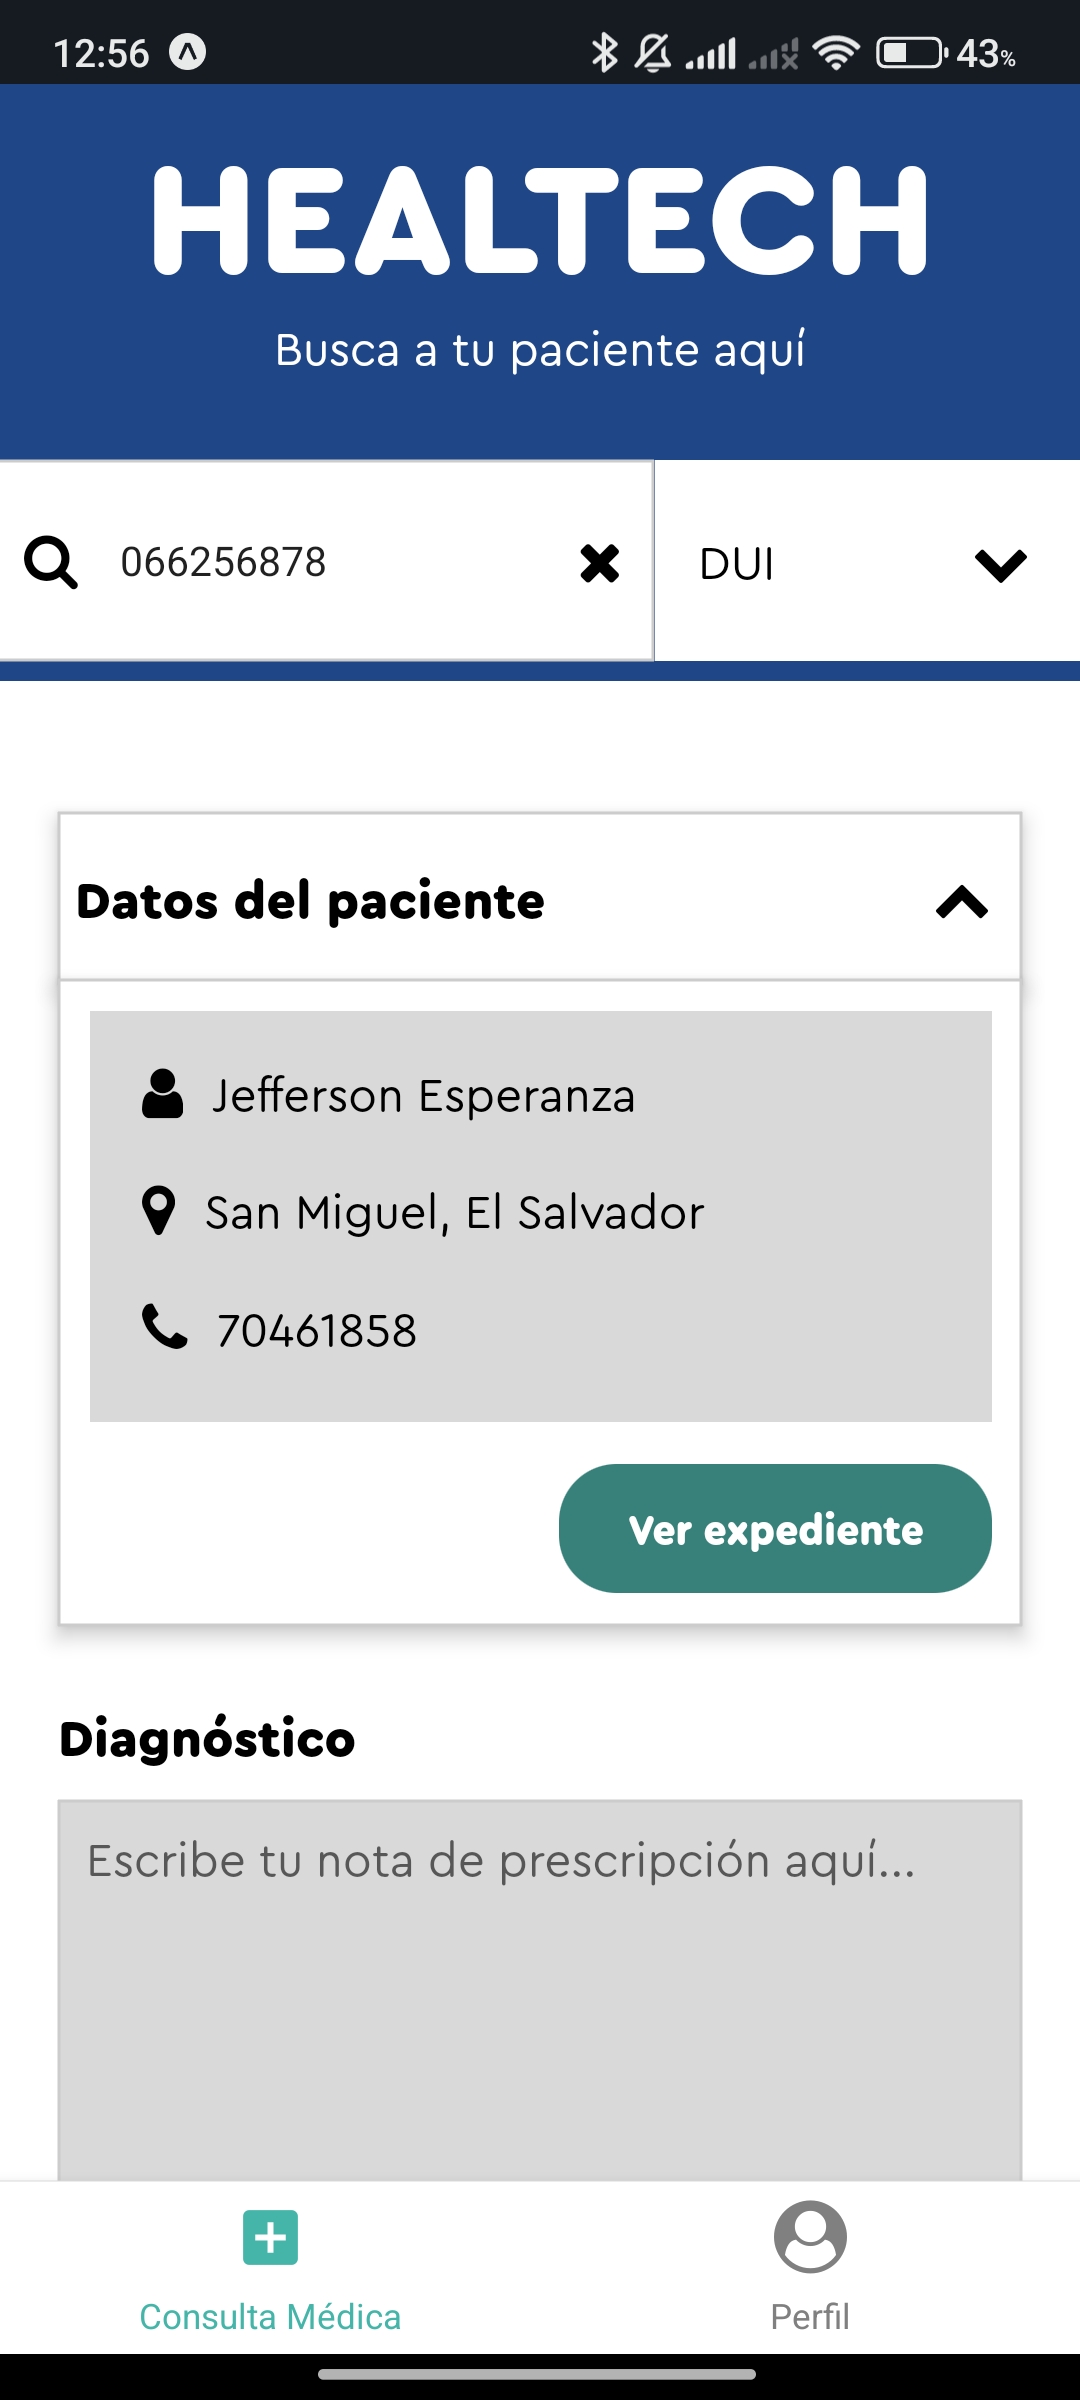 12:56
43%
HEALTECH
Busca a tu paciente aquí
066256878
DUI
Datos del paciente
Jefferson Esperanza
San Miguel, El Salvador
70461858
Ver expediente
Diagnóstico
Escribe tu nota de prescripción aquí...
Consulta Médica
Perfil